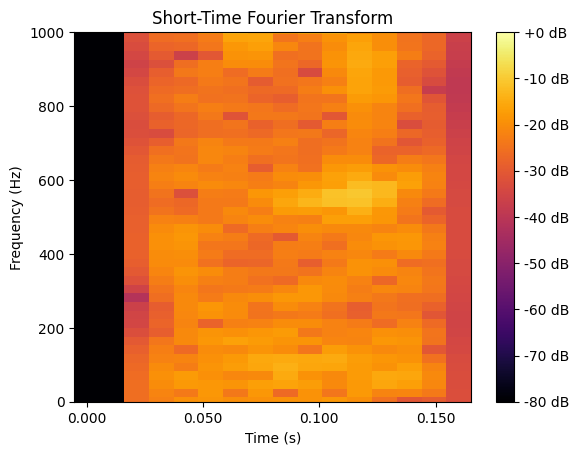 Short-Time Fourier Transform
Frequency (Hz)
1000
800
600
400
200
0
0.000
0.050
0.100
0.150
Time (s)
+0 dB
-10 dB
-20 dB
-30 dB
-40 dB
-50 dB
-60 dB
-70 dB
-80 dB